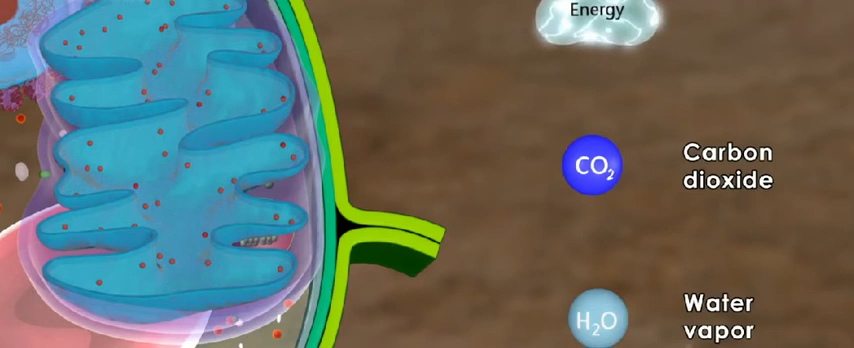 Energy
CO₂
Carbon
dioxide
H₂O
Water
vapor